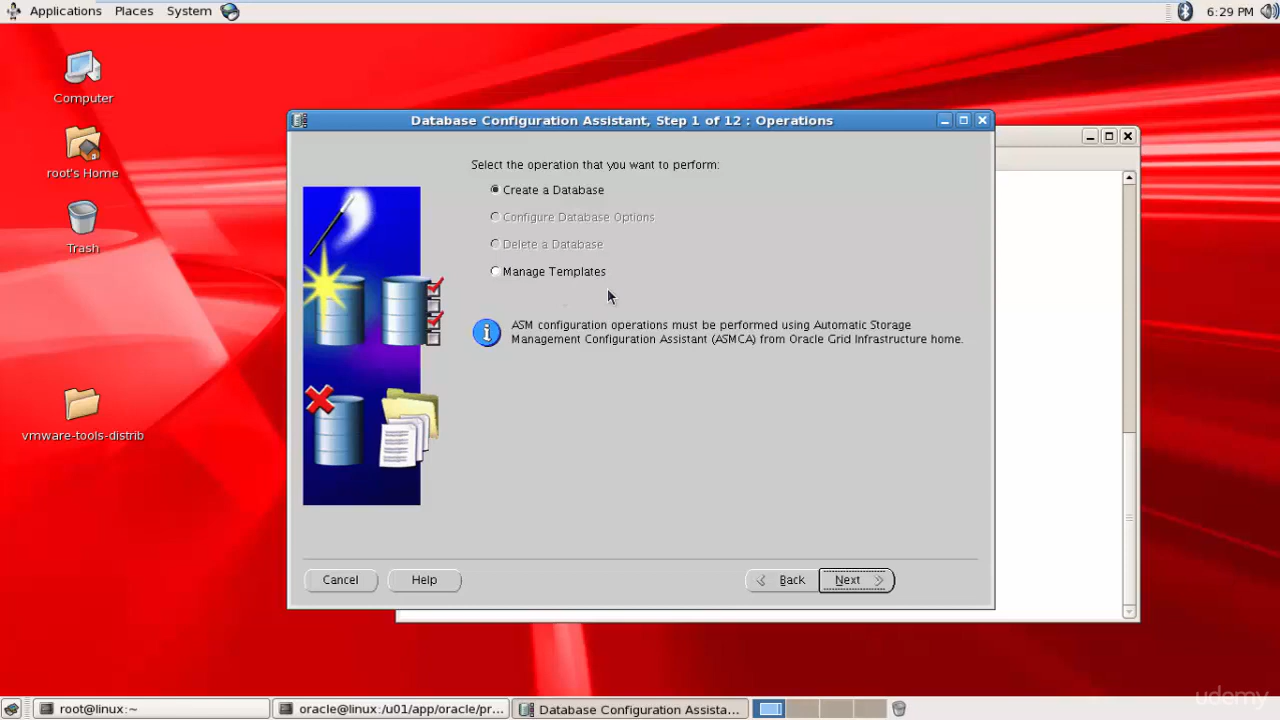 Applications Places System 6:29 PM
Computer
root's Home
Trash
vmware-tools-distrib
Database Configuration Assistant, Step 1 of 12 : Operations
Select the operation that you want to perform:
Create a Database
Configure Database Options
Delete a Database
Manage Templates
ASM configuration operations must be performed using Automatic Storage
Management Configuration Assistant (ASMCA) from Oracle Grid Infrastructure home.
Cancel Help Back Next
root@linux:~ oracle@linux:/u01/app/oracle/pr... Database Configuration Assista...
udemy